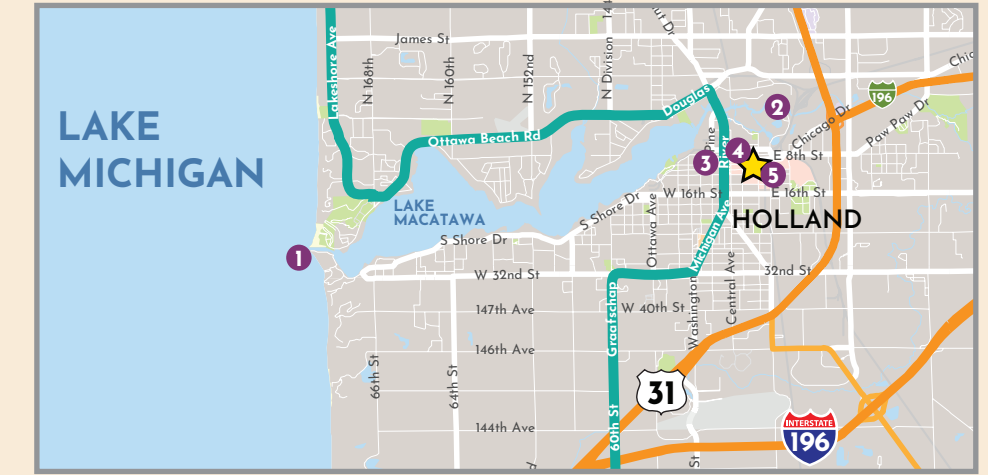 LAKE
MICHIGAN
Lakeshore Ave
James St
N 168th
N 160th
N 152nd
N Division
144
Douglas
Ottawa Beach Rd
Pine
River
2
196
Chicago Dr
Paw Paw Dr
Chic
3
4
5
E 8th St
W 16th St
E 16th St
LAKE
MACATAWA
S Shore Dr
S Shore Dr
HOLLAND
1
Ottawa Ave
Michigan Ave
W 32nd St
32nd St
Central Ave
Washington
147th Ave
Graafschap
W 40th St
146th Ave
66th St
64th St
31
144th Ave
60th St
INTERSTATE
196
St